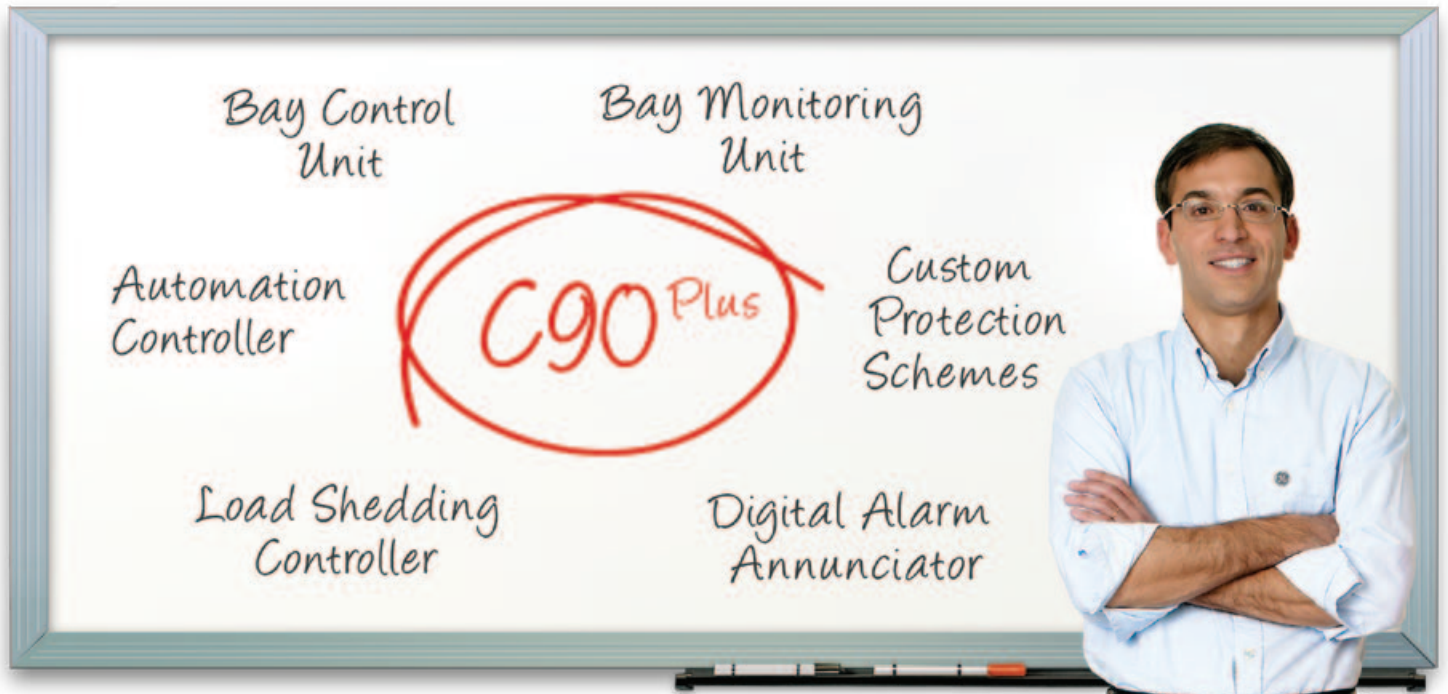 Bay Control
Unit
Bay Monitoring
Unit
Automation
Controller
C90 Plus
Custom
Protection
Schemes
Load Shedding
Controller
Digital Alarm
Annunciator